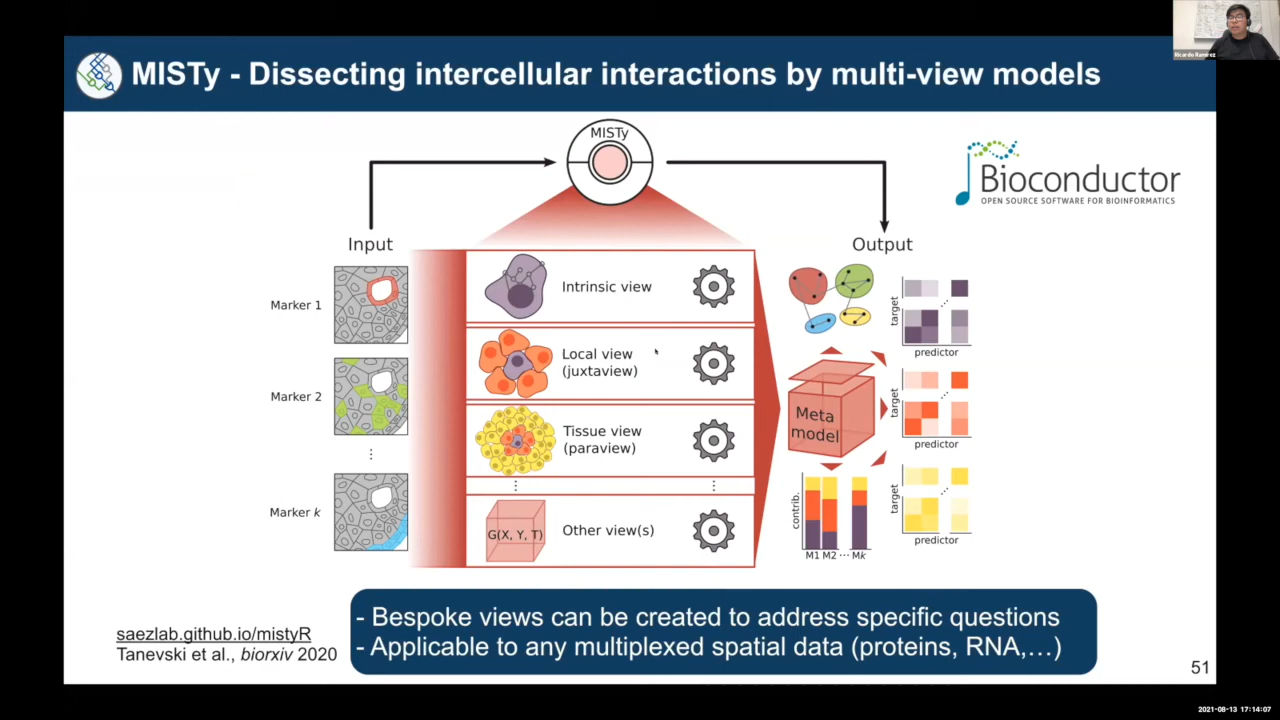 Ricardo Ramirez
MISTy - Dissecting intercellular interactions by multi-view models
MISTy
Bioconductor
OPEN SOURCE SOFTWARE FOR BIOINFORMATICS
Input
Output
Marker 1
Marker 2
⋮
Marker k
Intrinsic view
Local view
(juxtaview)
Tissue view
(paraview)
⋮ ⋮
G(X, Y, T)
Other view(s)
Meta
model
target
predictor
target
predictor
target
predictor
contrib.
M1 M2 ⋯ Mk
- Bespoke views can be created to address specific questions
- Applicable to any multiplexed spatial data (proteins, RNA,...)
saezlab.github.io/mistyR
Tanevski et al., biorxiv 2020
51
2021-08-13 17:14:07